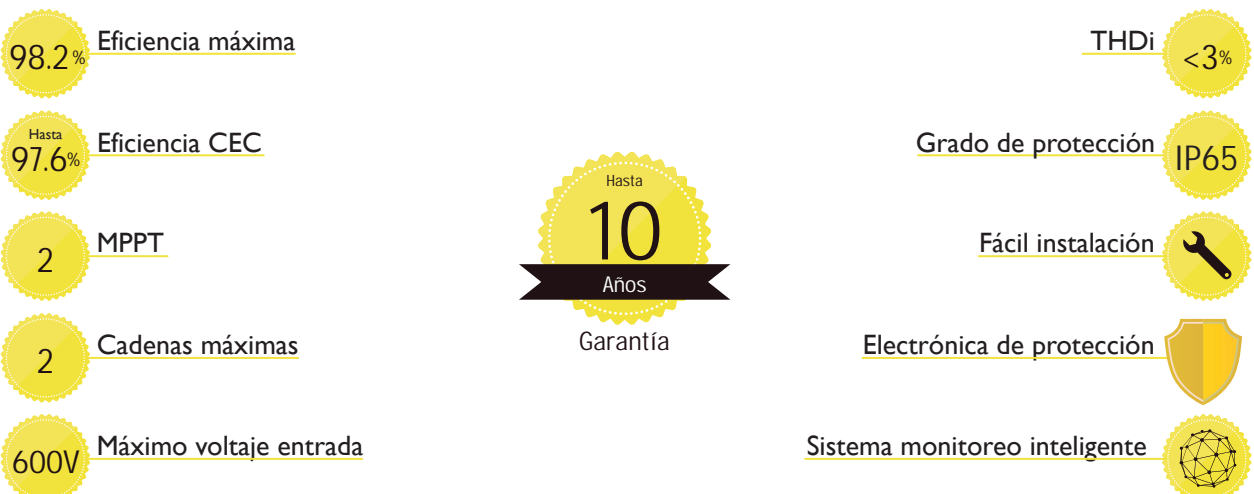 98.2%
Eficiencia máxima
Hasta
97.6%
Eficiencia CEC
2
MPPT
2
Cadenas máximas
600V
Máximo voltaje entrada
Hasta
10
Años
Garantía
THDi
<3%
Grado de protección
IP65
Fácil instalación
Electrónica de protección
Sistema monitoreo inteligente